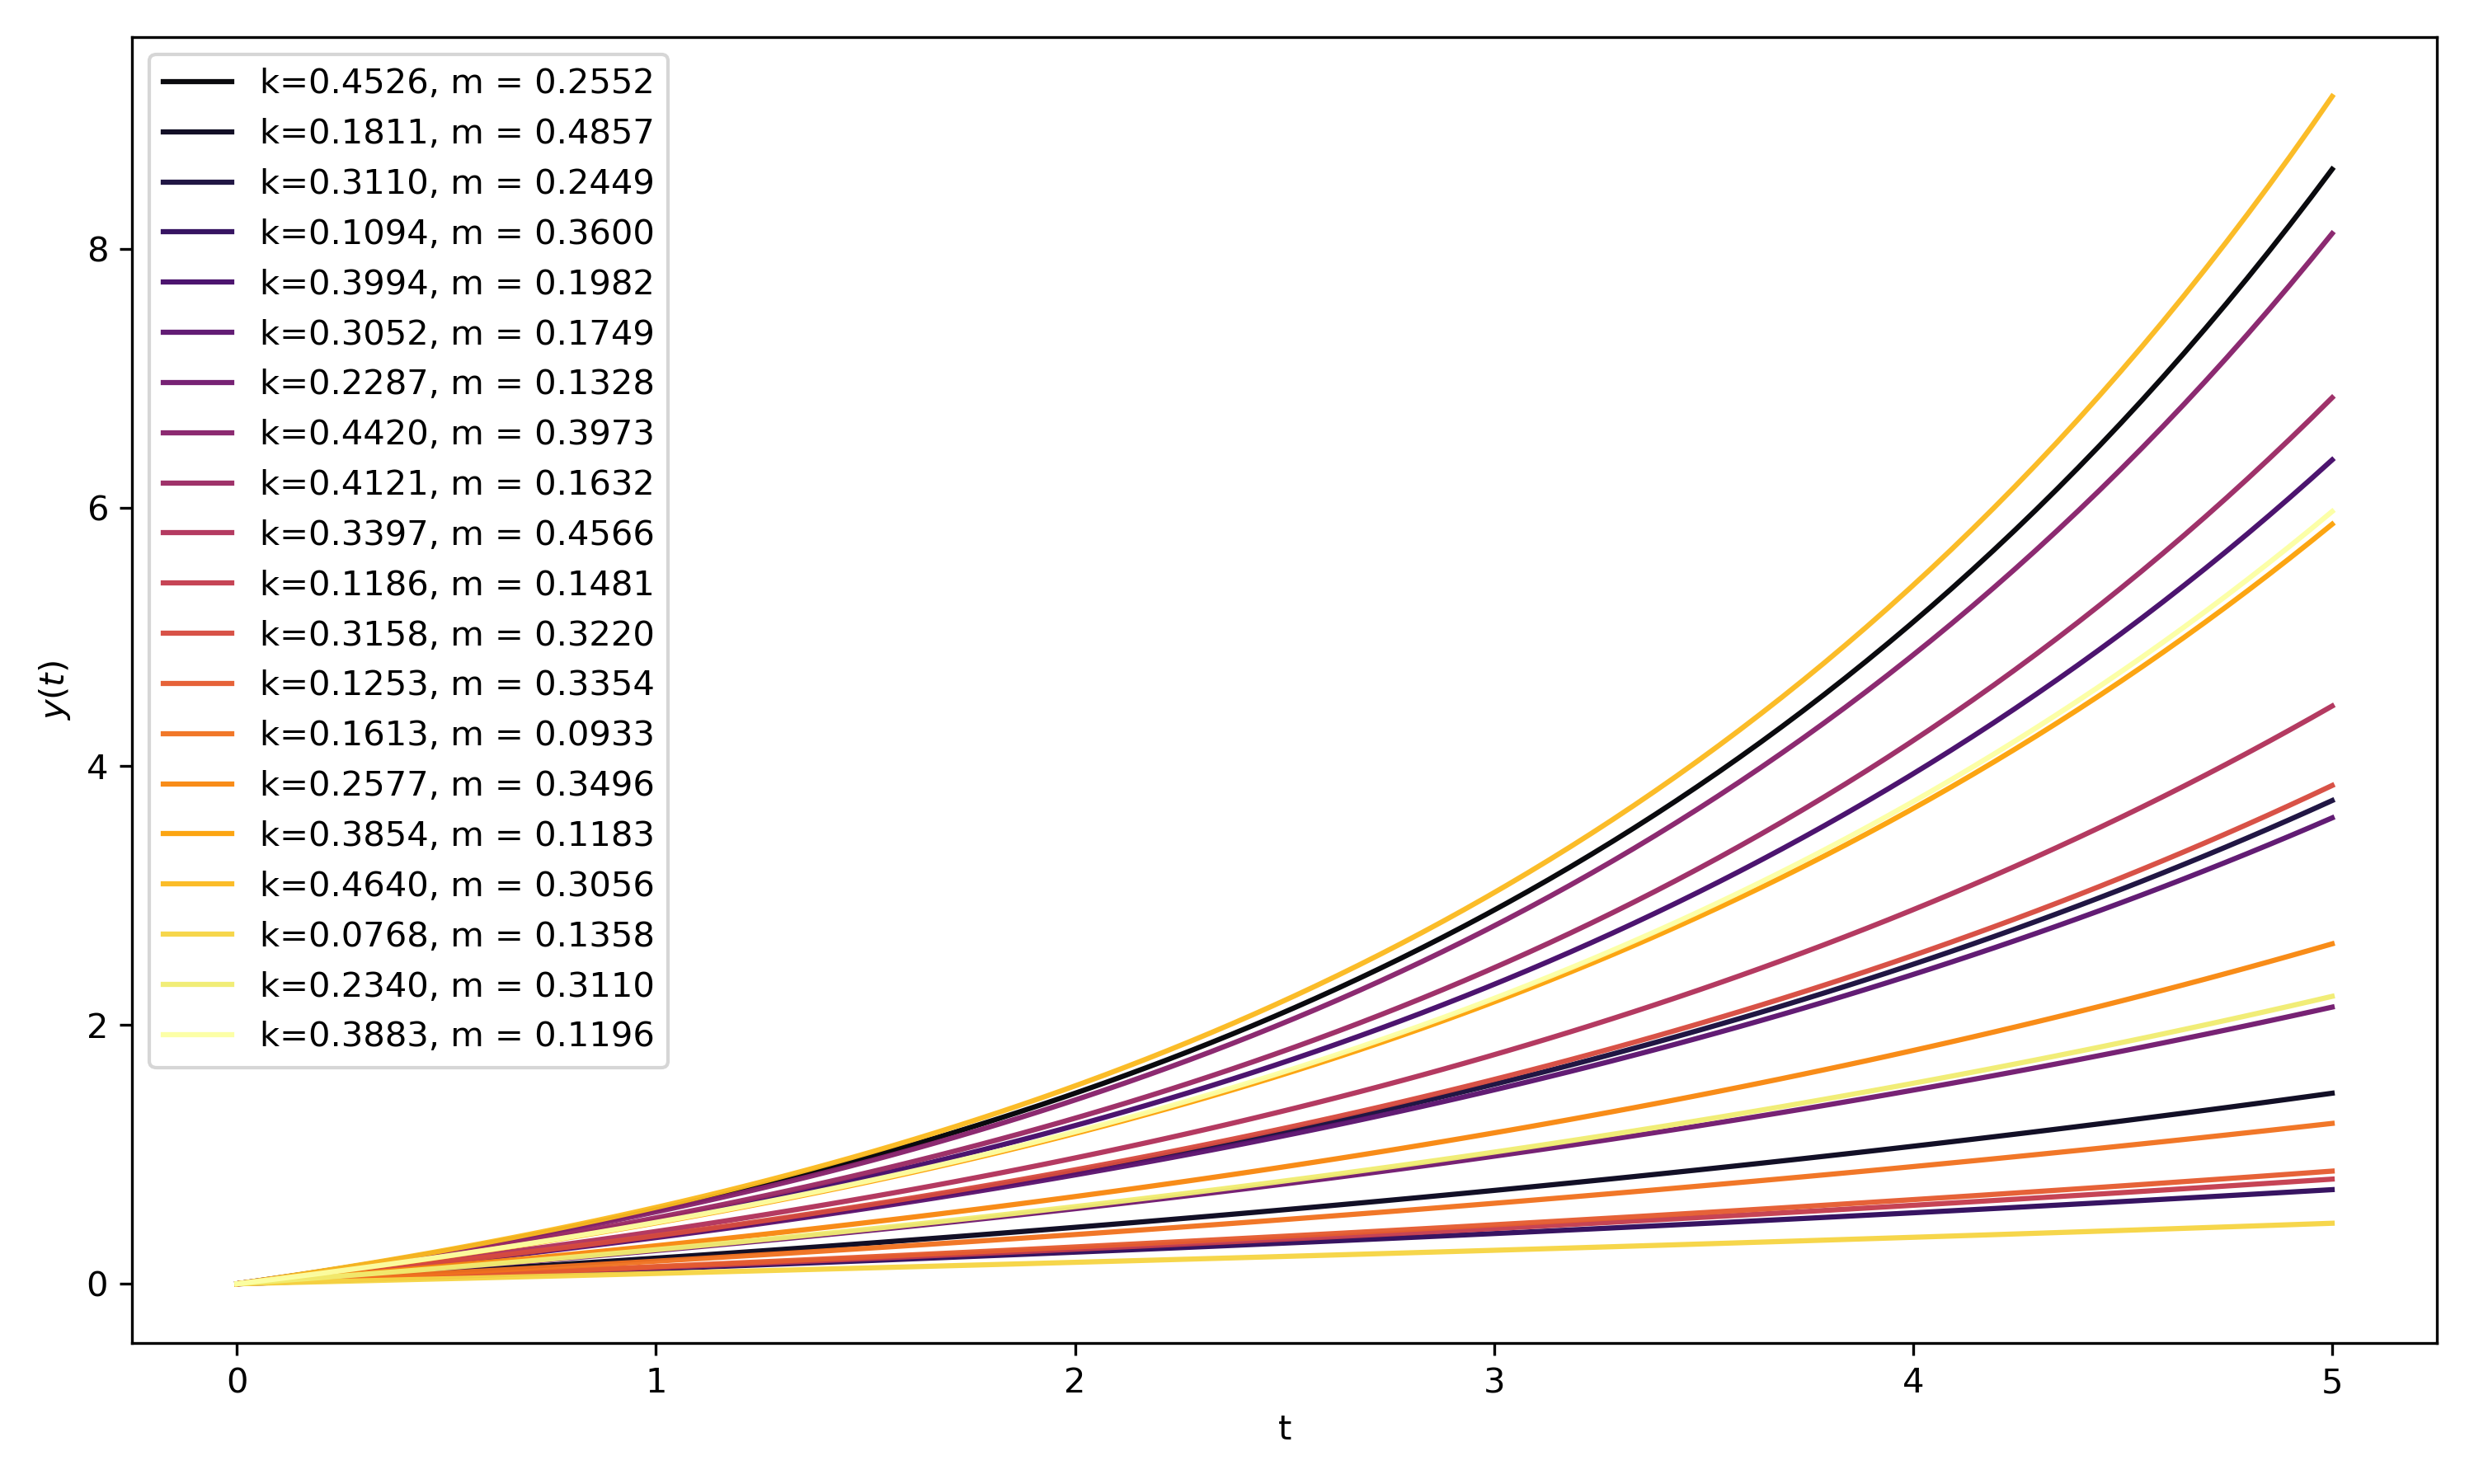 k=0.4526, m = 0.2552
k=0.1811, m = 0.4857
k=0.3110, m = 0.2449
k=0.1094, m = 0.3600
k=0.3994, m = 0.1982
k=0.3052, m = 0.1749
k=0.2287, m = 0.1328
k=0.4420, m = 0.3973
k=0.4121, m = 0.1632
k=0.3397, m = 0.4566
k=0.1186, m = 0.1481
k=0.3158, m = 0.3220
k=0.1253, m = 0.3354
k=0.1613, m = 0.0933
k=0.2577, m = 0.3496
k=0.3854, m = 0.1183
k=0.4640, m = 0.3056
k=0.0768, m = 0.1358
k=0.2340, m = 0.3110
k=0.3883, m = 0.1196
8
6
4
2
0
y(t)
0 1 2 3 4 5
t